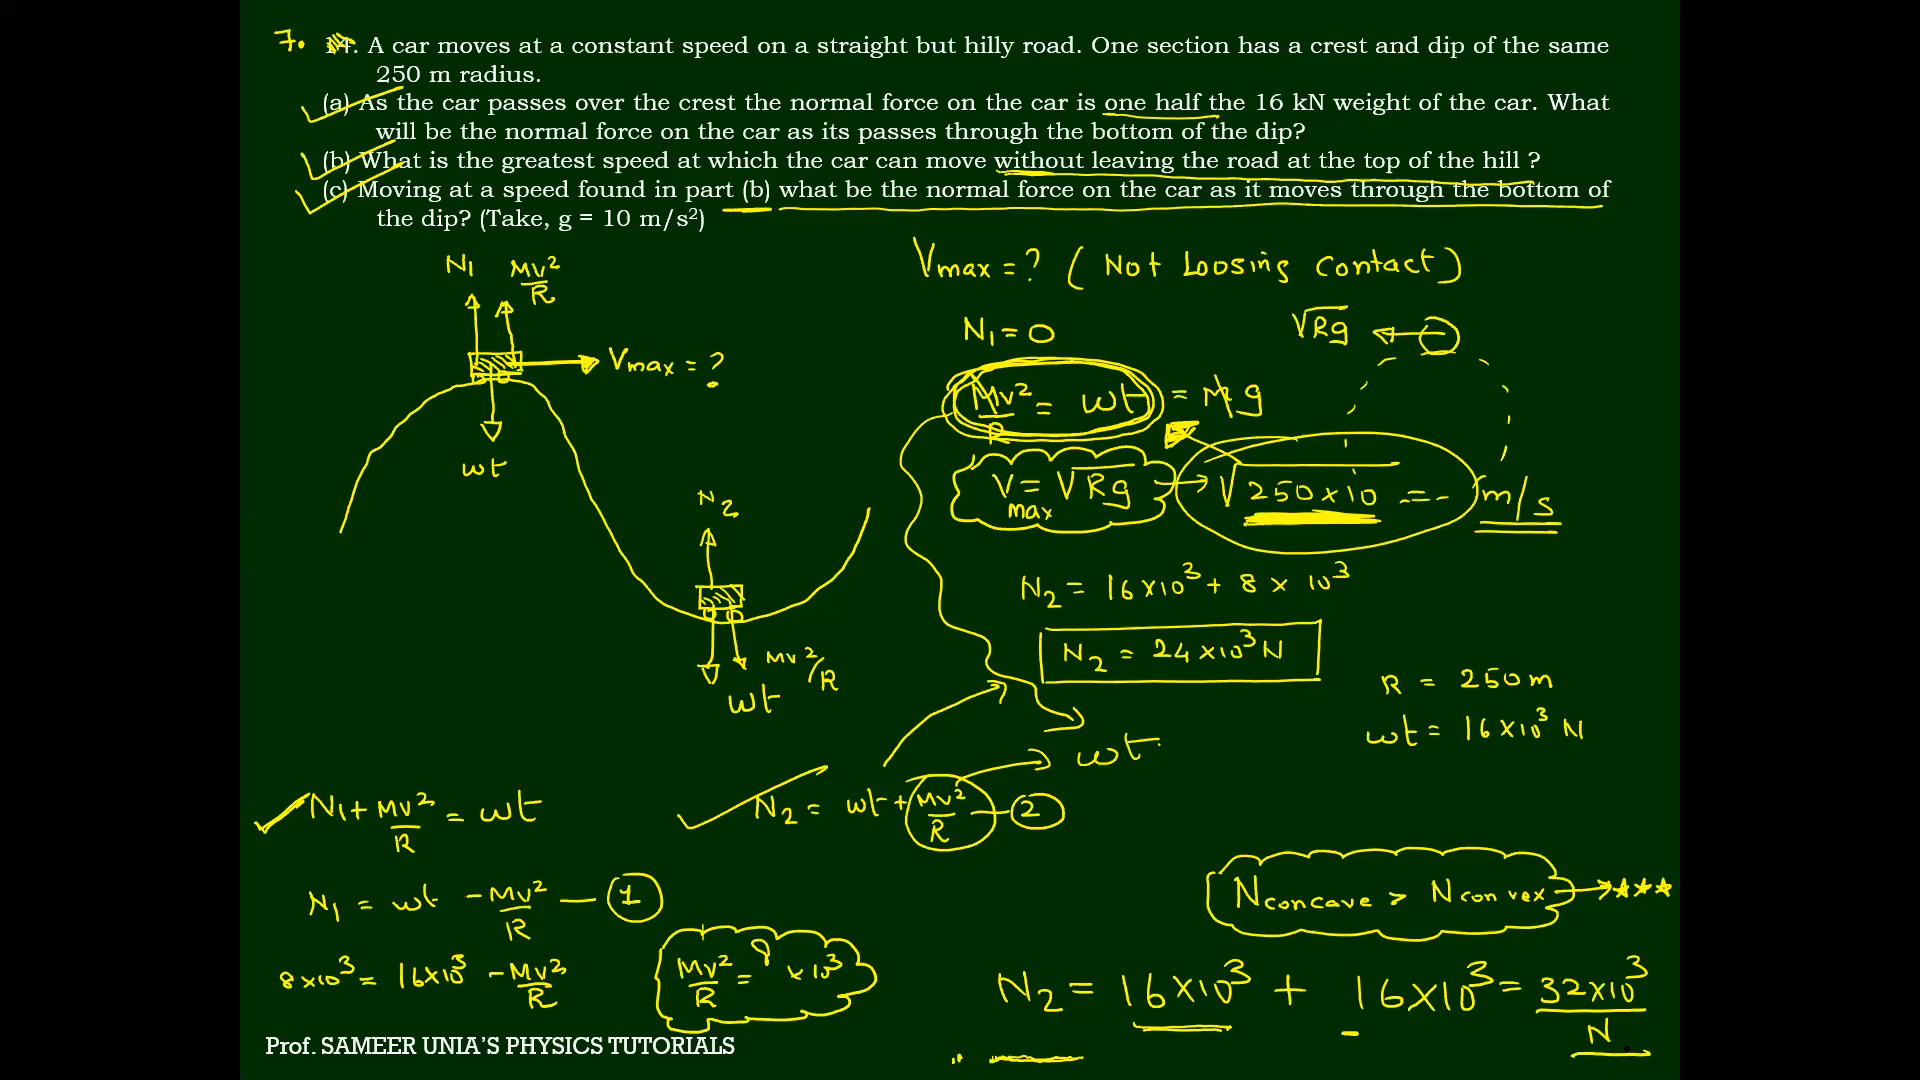 7. 14. A car moves at a constant speed on a straight but hilly road. One section has a crest and dip of the same
250 m radius.
(a) As the car passes over the crest the normal force on the car is one half the 16 kN weight of the car. What
will be the normal force on the car as its passes through the bottom of the dip?
(b) What is the greatest speed at which the car can move without leaving the road at the top of the hill ?
(c) Moving at a speed found in part (b) what be the normal force on the car as it moves through the bottom of
the dip? (Take, g = 10 m/s²)
N₁ Mv²/R
Vmax = ?
wt
N₂
Mv²/R
wt
N₁ + Mv²/R = wt
N₁ = wt - Mv²/R — 1
8×10³ = 16×10³ - Mv²/R
Mv²/R = 8 × 10³
N₂ = wt + Mv²/R — 2
wt
Vmax = ? ( Not Loosing contact )
N₁ = 0
√Rg
Mv²/R = wt = Mg
Vmax = √Rg → √250×10 = - m/s
N₂ = 16×10³ + 8 × 10³
N₂ = 24×10³ N
R = 250m
wt = 16×10³ N
Nconcave > Nconvex → ★★★
N₂ = 16×10³ + 16×10³ = 32×10³
N
Prof. SAMEER UNIA'S PHYSICS TUTORIALS